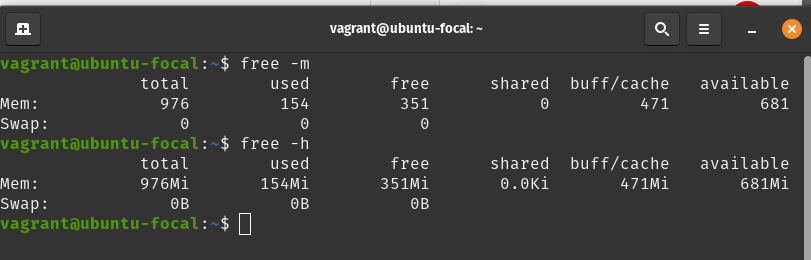 vagrant@ubuntu-focal: ~
vagrant@ubuntu-focal:~$ free -m
              total        used        free      shared  buff/cache   available
Mem:            976         154         351           0         471         681
Swap:             0           0           0
vagrant@ubuntu-focal:~$ free -h
              total        used        free      shared  buff/cache   available
Mem:          976Mi       154Mi       351Mi       0.0Ki       471Mi       681Mi
Swap:            0B          0B          0B
vagrant@ubuntu-focal:~$